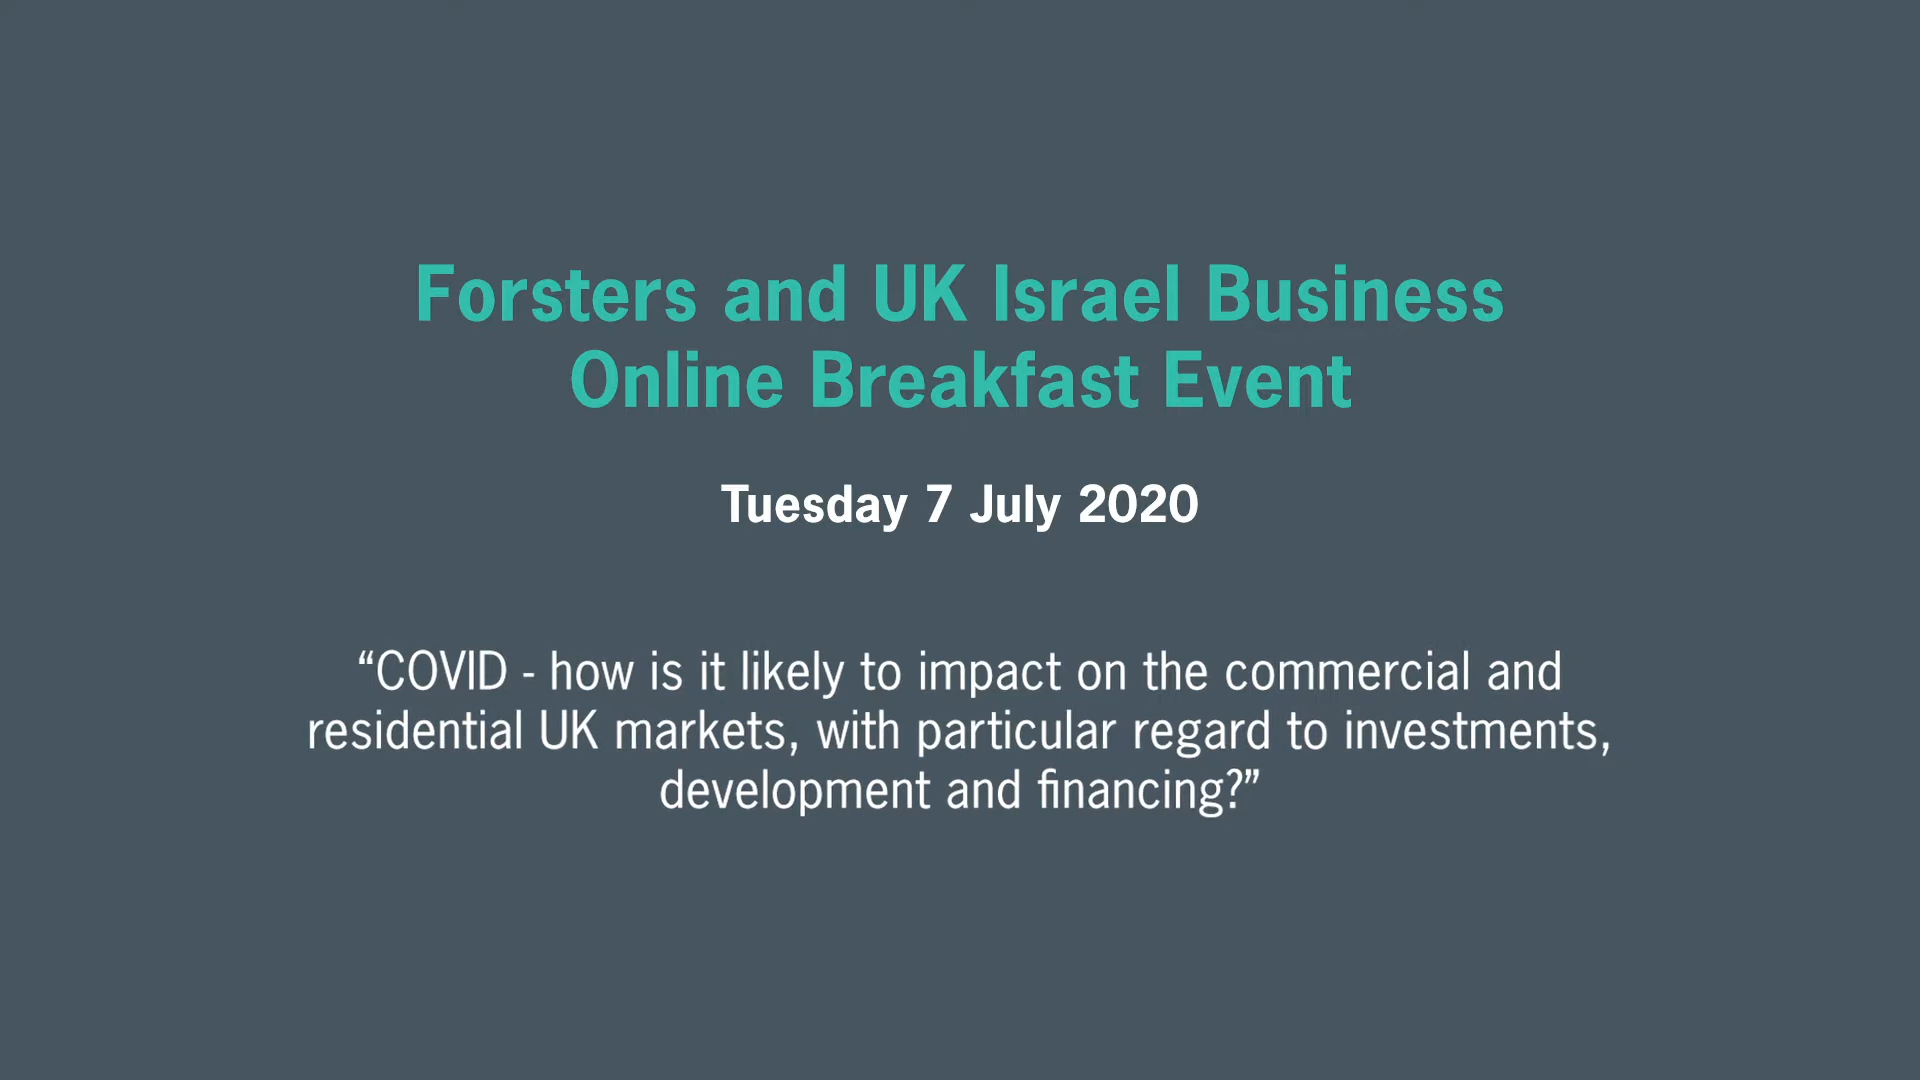 Forsters and UK Israel Business
Online Breakfast Event
Tuesday 7 July 2020
“COVID - how is it likely to impact on the commercial and
residential UK markets, with particular regard to investments,
development and financing?”